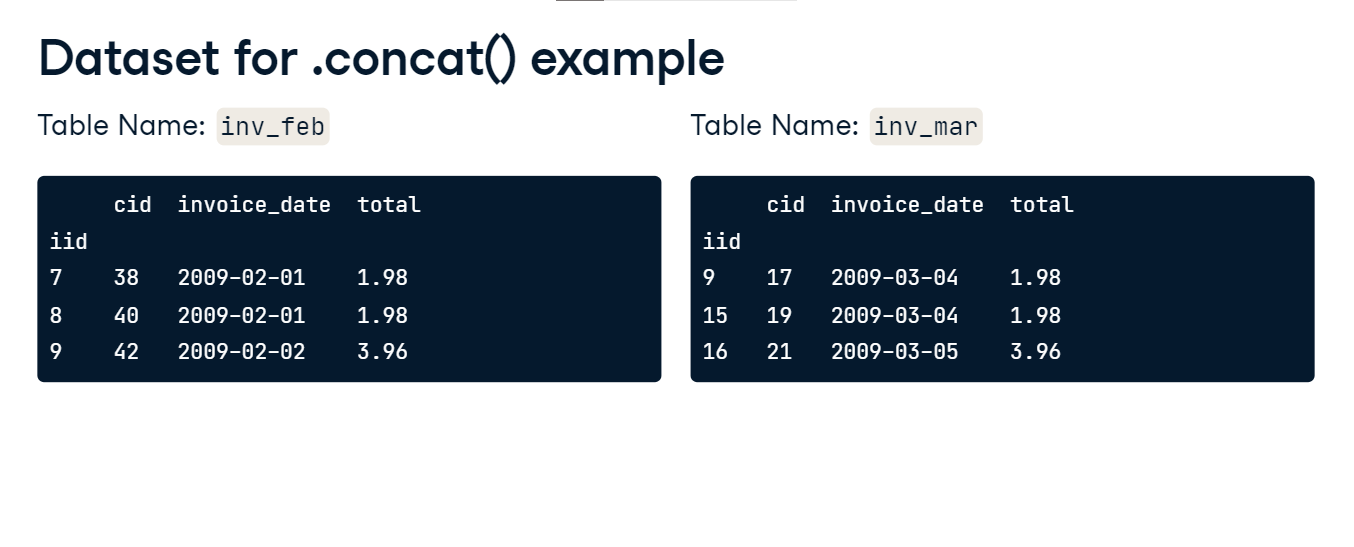 Dataset for .concat() example
Table Name: inv_feb
cid invoice_date total
iid
7 38 2009-02-01 1.98
8 40 2009-02-01 1.98
9 42 2009-02-02 3.96
Table Name: inv_mar
cid invoice_date total
iid
9 17 2009-03-04 1.98
15 19 2009-03-04 1.98
16 21 2009-03-05 3.96